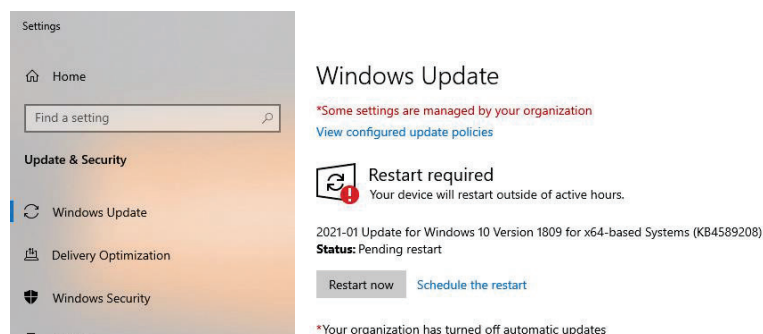 Settings
Home
Find a setting
Update & Security
Windows Update
Delivery Optimization
Windows Security
Windows Update
*Some settings are managed by your organization
View configured update policies
Restart required
Your device will restart outside of active hours.
2021-01 Update for Windows 10 Version 1809 for x64-based Systems (KB4589208)
Status: Pending restart
Restart now Schedule the restart
*Your organization has turned off automatic updates